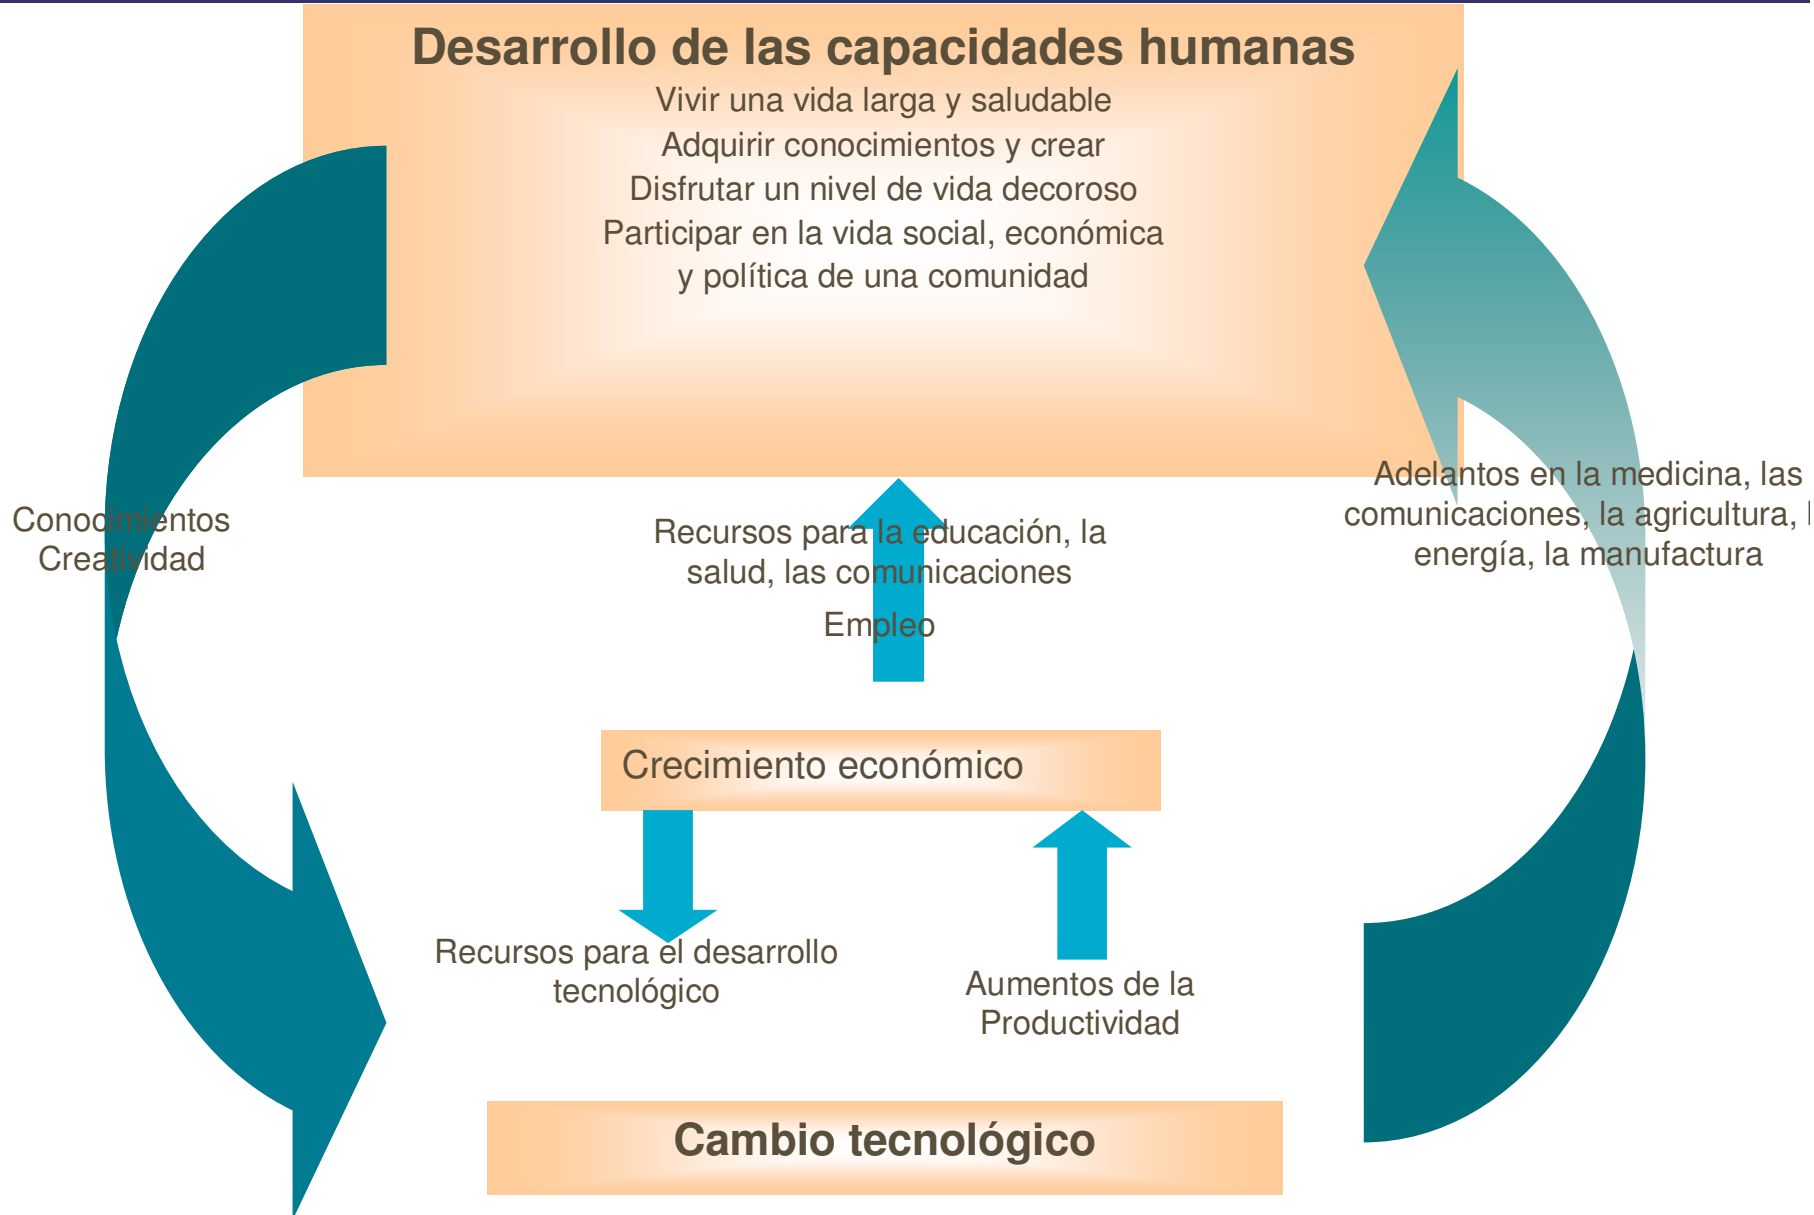 Desarrollo de las capacidades humanas
Vivir una vida larga y saludable
Adquirir conocimientos y crear
Disfrutar un nivel de vida decoroso
Participar en la vida social, económica
y política de una comunidad
Conocimientos
Creatividad
Recursos para la educación, la
salud, las comunicaciones
Empleo
Adelantos en la medicina, las
comunicaciones, la agricultura,
energía, la manufactura
Crecimiento económico
Recursos para el desarrollo
tecnológico
Aumentos de la
Productividad
Cambio tecnológico